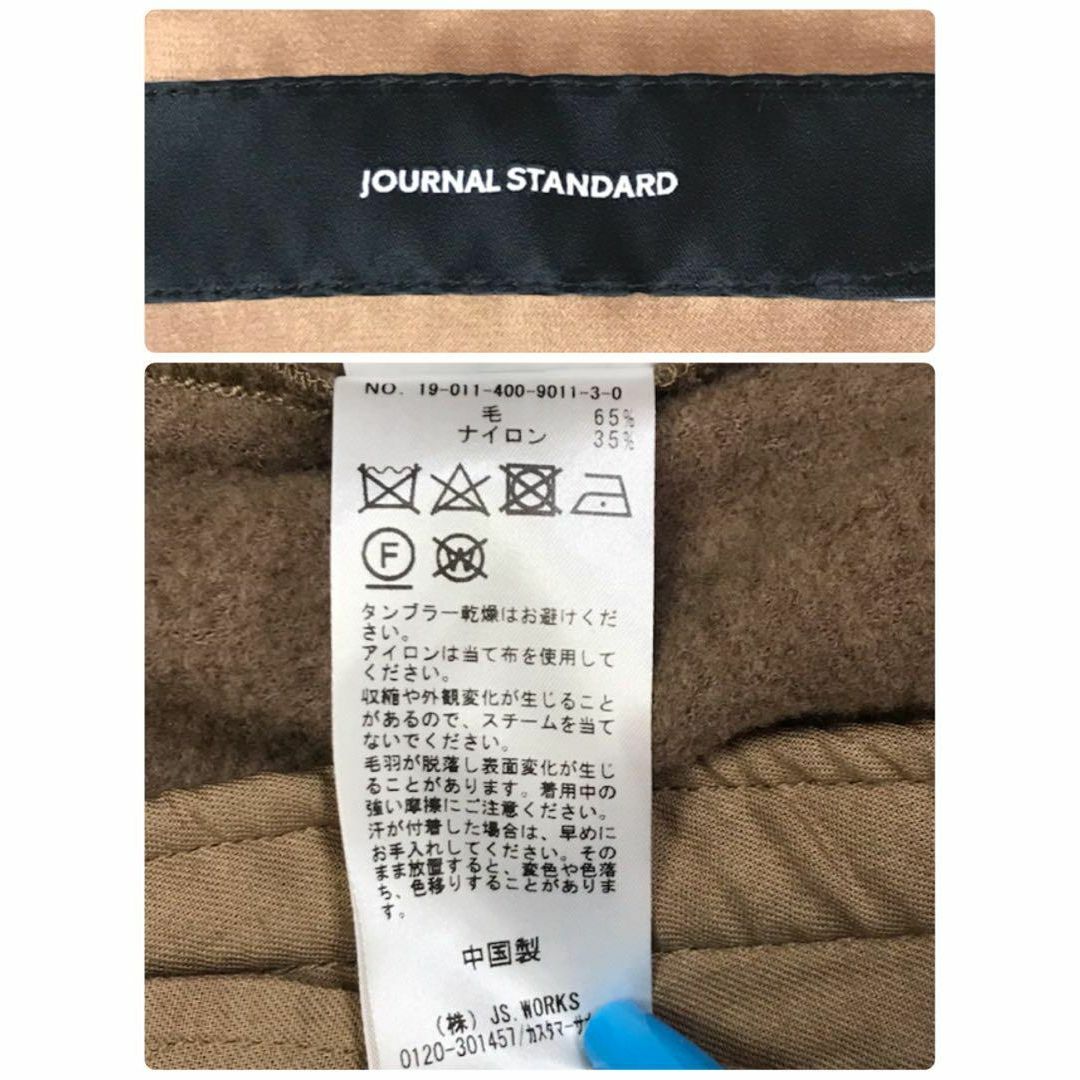 JOURNAL STANDARD
NO. 19-011-400-9011-3-0
毛 65%
ナイロン 35%
F W
タンブラー乾燥はお避けくだ
さい。
アイロンは当て布を使用して
ください。
収縮や外観変化が生じること
があるので、スチームを当て
ないでください。
毛羽が脱落し表面変化が生じ
ることがあります。着用中の
強い摩擦にご注意ください。
汗が付着した場合は、早めに
お手入れしてください。その
まま放置すると、変色や色落
ち、色移りすることがありま
す。
中国製
(株) JS.WORKS
0120-301457/カスタマーサ